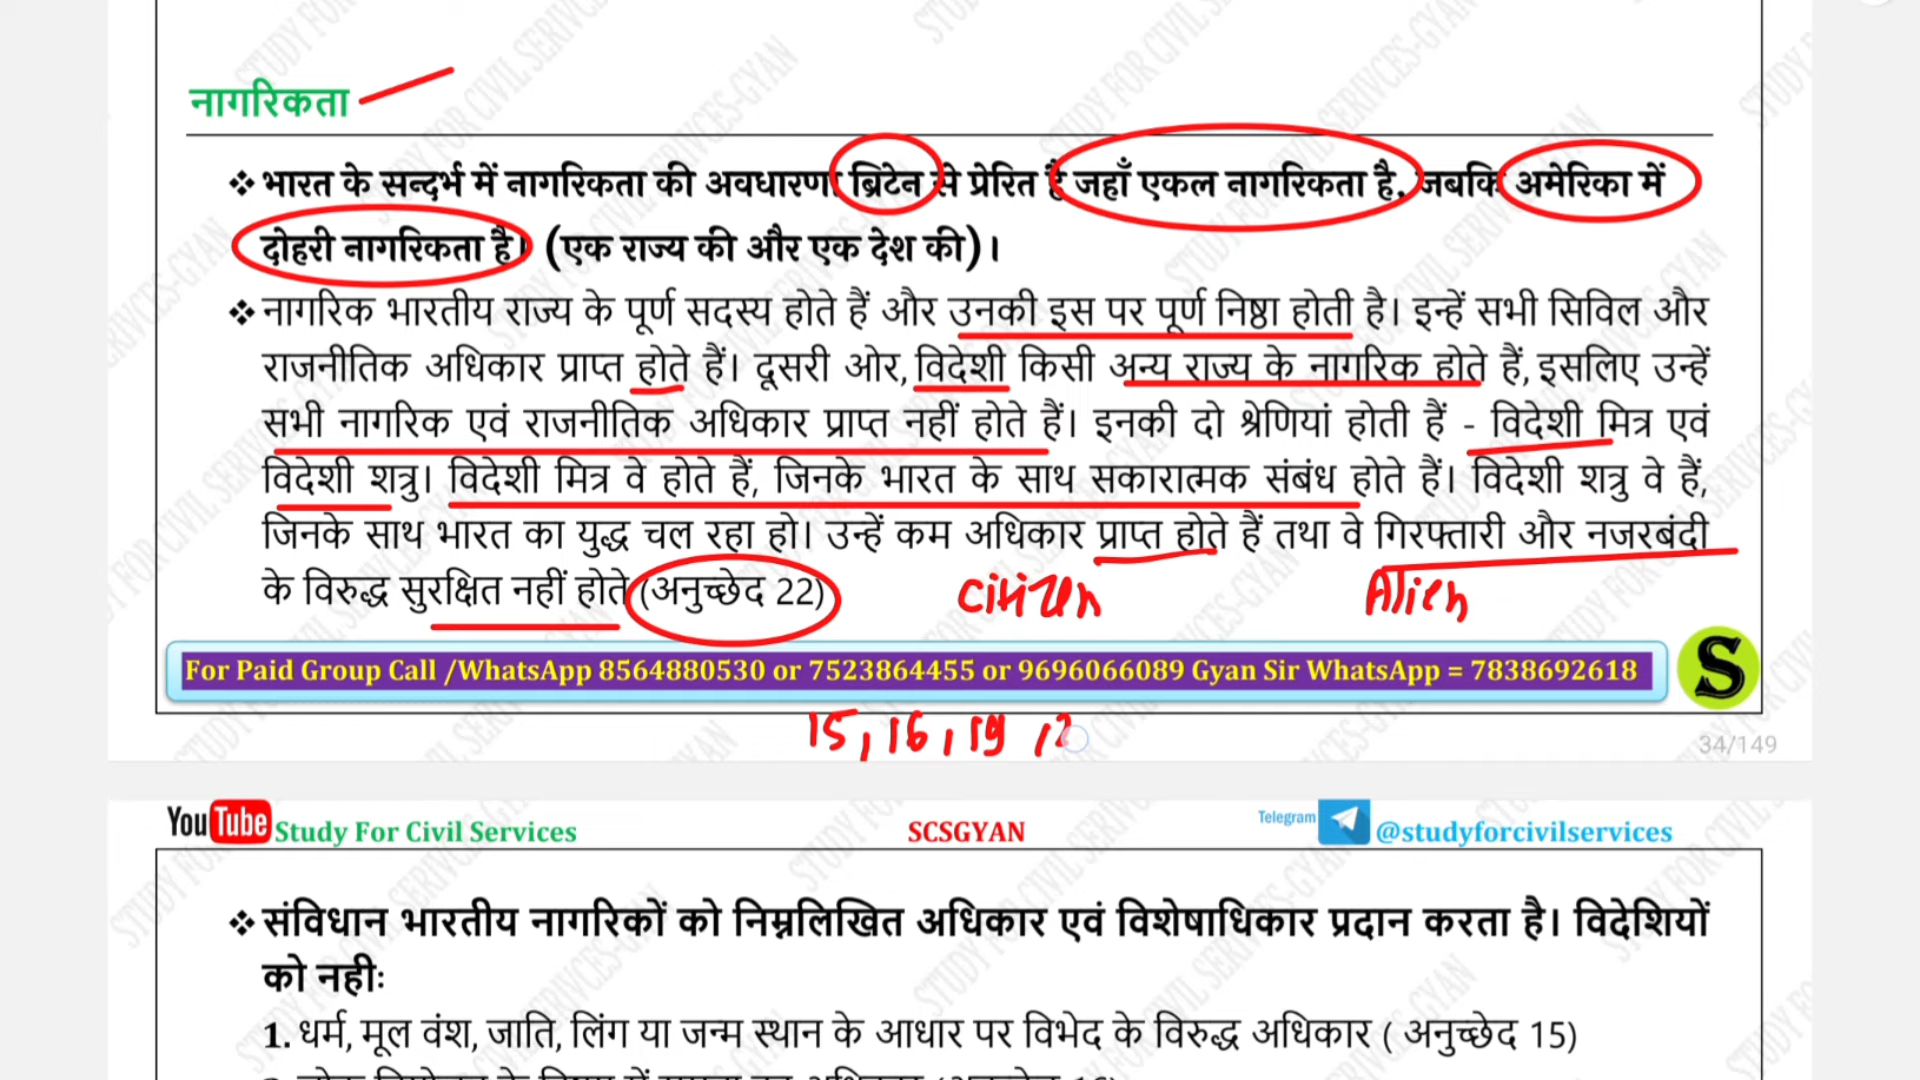 नागरिकता
❖ भारत के सन्दर्भ में नागरिकता की अवधारणा ब्रिटेन से प्रेरित है जहाँ एकल नागरिकता है, जबकि अमेरिका में
दोहरी नागरिकता है। (एक राज्य की और एक देश की)।
❖ नागरिक भारतीय राज्य के पूर्ण सदस्य होते हैं और उनकी इस पर पूर्ण निष्ठा होती है। इन्हें सभी सिविल और
राजनीतिक अधिकार प्राप्त होते हैं। दूसरी ओर, विदेशी किसी अन्य राज्य के नागरिक होते हैं, इसलिए उन्हें
सभी नागरिक एवं राजनीतिक अधिकार प्राप्त नहीं होते हैं। इनकी दो श्रेणियां होती हैं - विदेशी मित्र एवं
विदेशी शत्रु। विदेशी मित्र वे होते हैं, जिनके भारत के साथ सकारात्मक संबंध होते हैं। विदेशी शत्रु वे हैं,
जिनके साथ भारत का युद्ध चल रहा हो। उन्हें कम अधिकार प्राप्त होते हैं तथा वे गिरफ्तारी और नजरबंदी
के विरुद्ध सुरक्षित नहीं होते (अनुच्छेद 22) Citizen Alien
For Paid Group Call /WhatsApp 8564880530 or 7523864455 or 9696066089 Gyan Sir WhatsApp = 7838692618 S
15, 16, 19, 2
34/149
YouTube Study For Civil Services SCSGYAN Telegram @studyforcivilservices
❖ संविधान भारतीय नागरिकों को निम्नलिखित अधिकार एवं विशेषाधिकार प्रदान करता है। विदेशियों
को नहीः
1. धर्म, मूल वंश, जाति, लिंग या जन्म स्थान के आधार पर विभेद के विरुद्ध अधिकार ( अनुच्छेद 15)